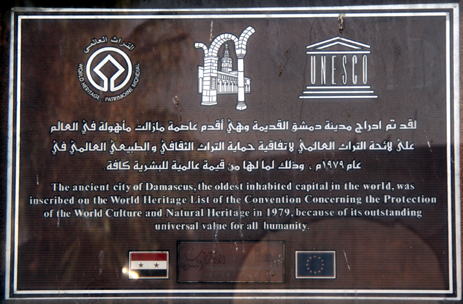 التراث العالمي
WORLD HERITAGE PATRIMOINE MONDIAL
UNESCO
لقد تم ادراج مدينة دمشق القديمة وهي أقدم عاصمة مازالت مأهولة في العالم
على لائحة التراث العالمي لاتفاقية حماية التراث الثقافي و الطبيعي العالمي في
عام ١٩٧٩م ، وذلك لما لها من قيمة عالمية للبشرية كافة
The ancient city of Damascus, the oldest inhabited capital in the world, was
inscribed on the World Heritage List of the Convention Concerning the Protection
of the World Culture and Natural Heritage in 1979, because of its outstanding
universal value for all humanity.